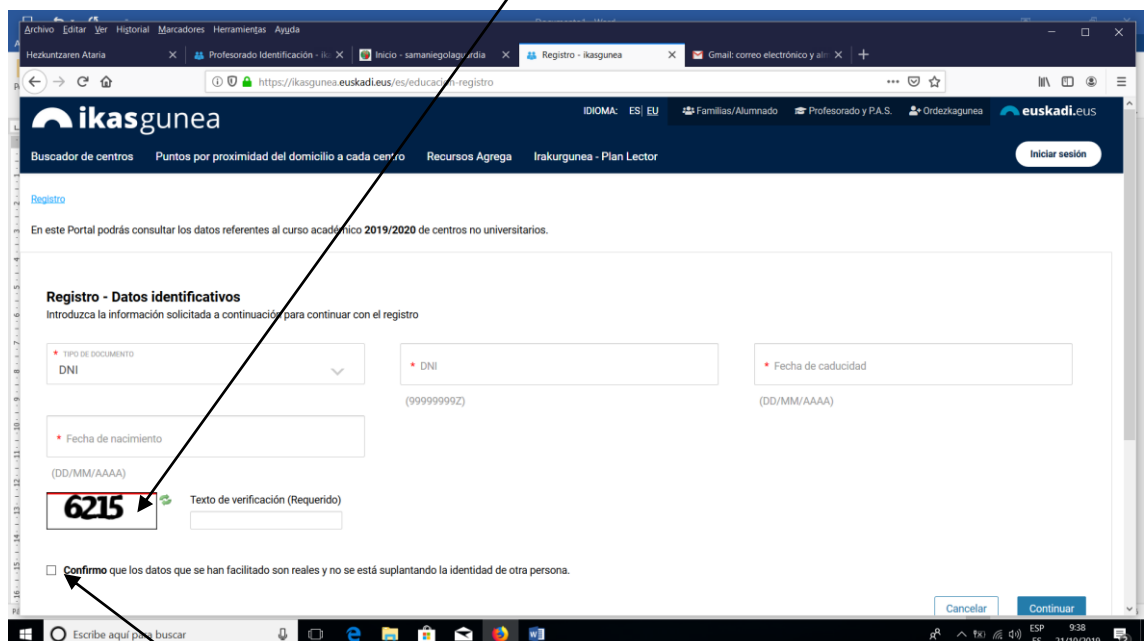 Archivo Editar Ver Historial Marcadores Herramientas Ayuda
Hezkuntzaren Ataria
Profesorado Identificación - ik
Inicio - samaniegolaguardia
Registro - ikasgunea
Gmail: correo electrónico y al
https://ikasgunea.euskadi.eus/es/educacion-registro
ikasgunea
IDIOMA: ES| EU
Familias/Alumnado
Profesorado y P.A.S.
Ordezkagunea
euskadi.eus
Buscador de centros
Puntos por proximidad del domicilio a cada centro
Recursos Agrega
Irakurgunea - Plan Lector
Iniciar sesión
Registro
En este Portal podrás consultar los datos referentes al curso académico 2019/2020 de centros no universitarios.
Registro - Datos identificativos
Introduzca la información solicitada a continuación para continuar con el registro
* TIPO DE DOCUMENTO
DNI
* DNI
(99999999Z)
* Fecha de caducidad
(DD/MM/AAAA)
* Fecha de nacimiento
(DD/MM/AAAA)
6215
Texto de verificación (Requerido)
Confirmo que los datos que se han facilitado son reales y no se está suplantando la identidad de otra persona.
Cancelar
Continuar
Escribe aquí para buscar
ESP
9:38
ES
21/10/2019